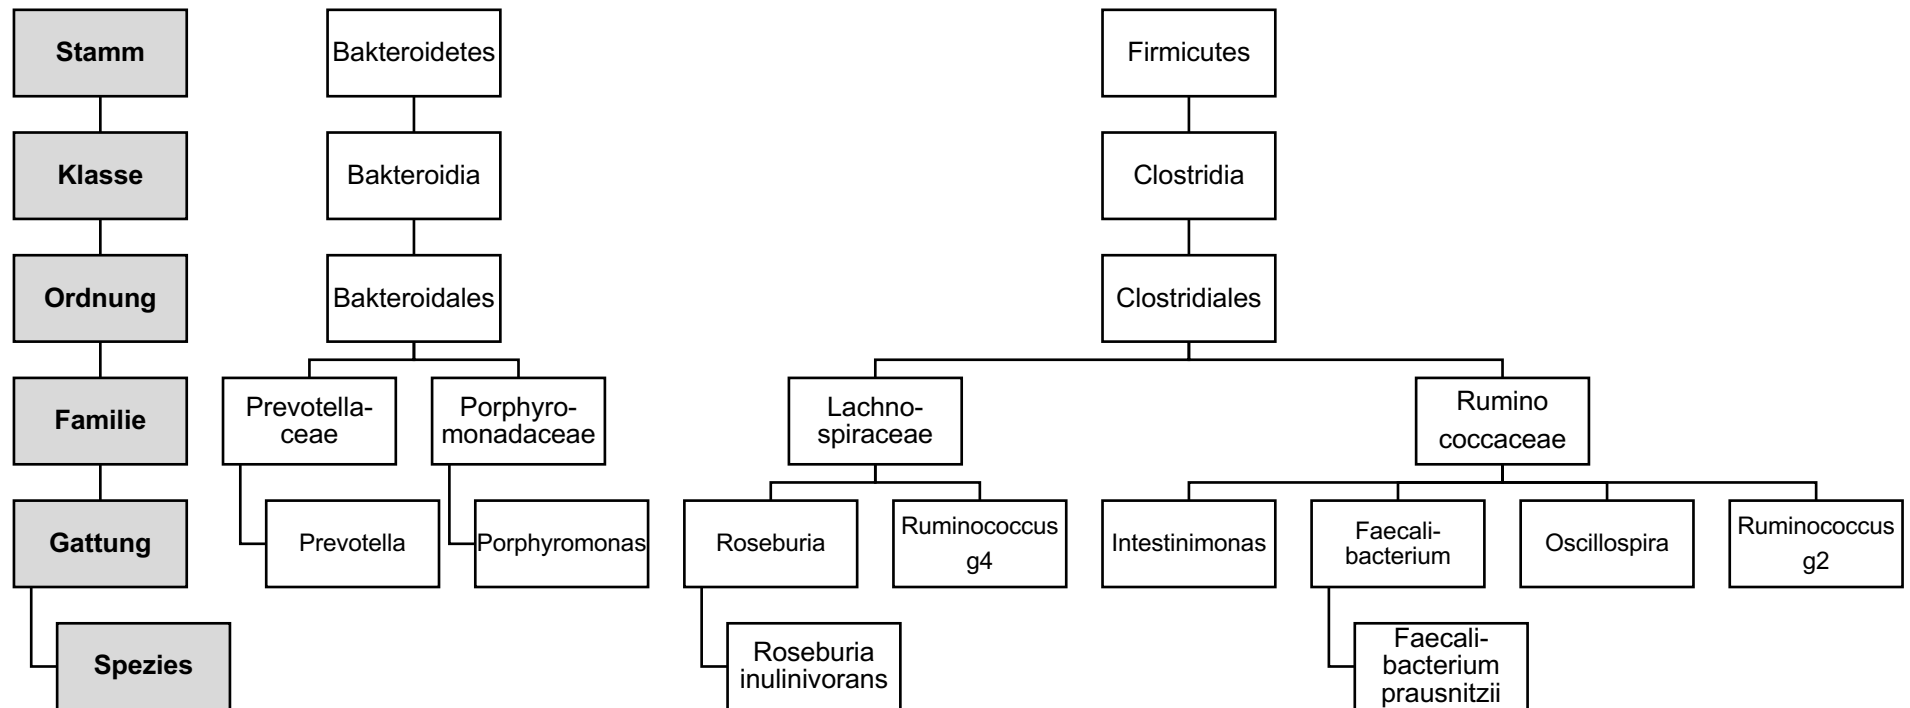 Stamm
Bakteroidetes
Firmicutes
Klasse
Bakteroidia
Clostridia
Ordnung
Bakteroidales
Clostridiales
Familie
Prevotella-
ceae
Porphyro-
monadaceae
Lachno-
spiraceae
Rumino
coccaceae
Gattung
Prevotella
Porphyromonas
Roseburia
Ruminococcus
g4
Intestinimonas
Faecali-
bacterium
Oscillospira
Ruminococcus
g2
Spezies
Roseburia
inulinivorans
Faecali-
bacterium
prausnitzii